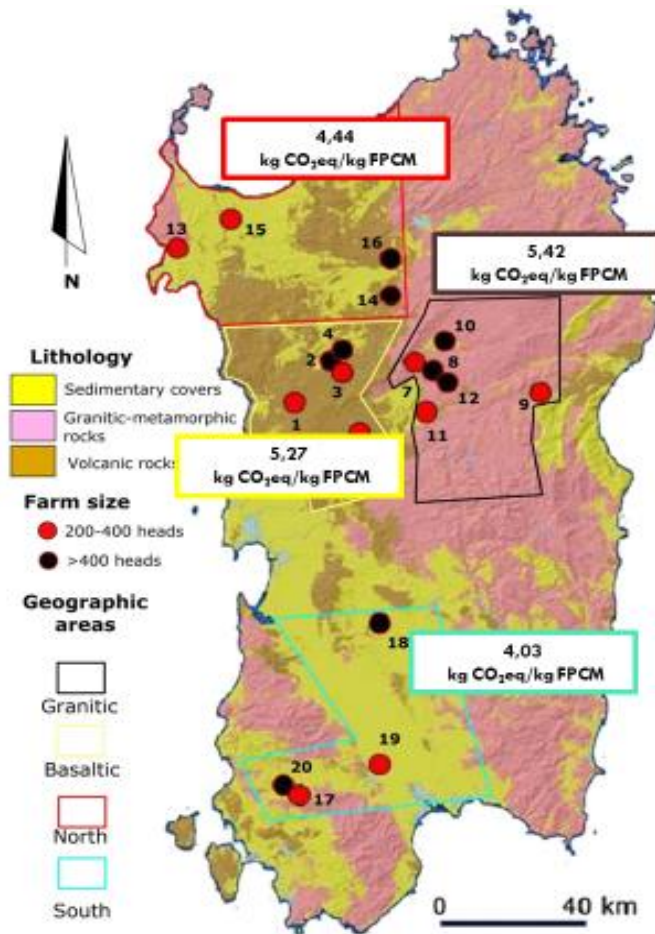 4,44
kg CO₂eq/kg FPCM
13
15
16
5,42
kg CO₂eq/kg FPCM
N
14
10
4
2
8
Lithology
3
7
12
9
Sedimentary covers
1
11
Granitic-metamorphic
rocks
5,27
kg CO₂eq/kg FPCM
Volcanic rocks
Farm size
200-400 heads
>400 heads
Geographic
areas
18
4,03
kg CO₂eq/kg FPCM
Granitic
19
20
Basaltic
17
North
South
0
40 km